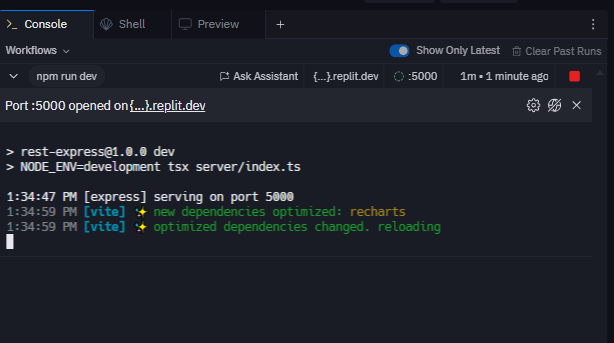 >_ Console Shell Preview +
Workflows Show Only Latest Clear Past Runs
npm run dev Ask Assistant {...}.replit.dev :5000 1m • 1 minute ago
Port :5000 opened on {...}.replit.dev
> rest-express@1.0.0 dev
> NODE_ENV=development tsx server/index.ts
1:34:47 PM [express] serving on port 5000
1:34:59 PM [vite] ✨ new dependencies optimized: recharts
1:34:59 PM [vite] ✨ optimized dependencies changed. reloading